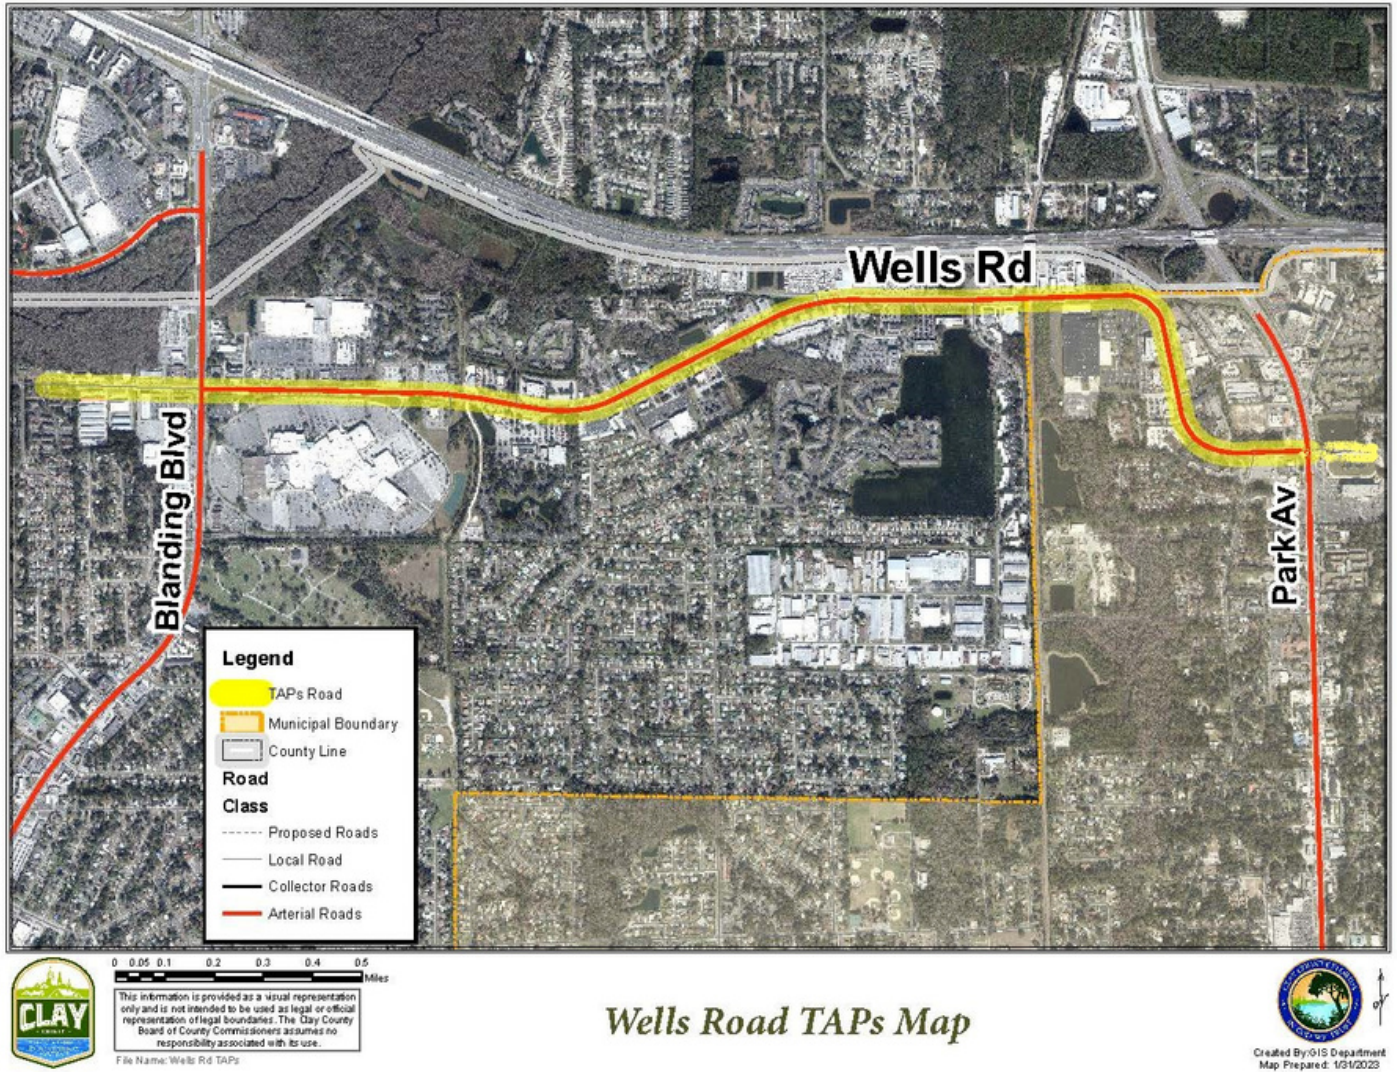 Wells Rd
Blanding Blvd
Park Av
Legend
TAPs Road
Municipal Boundary
County Line
Road
Class
Proposed Roads
Local Road
Collector Roads
Arterial Roads
0 0.05 0.1 0.2 0.3 0.4 0.5
Miles
This information is provided as a visual representation
only and is not intended to be used as legal or official
representation of legal boundaries. The Clay County
Board of County Commissioners assumes no
responsibility associated with its use.
File Name: Wells Rd TAPs
CLAY
Wells Road TAPs Map
Created By:GIS Department
Map Prepared: 1/31/2023